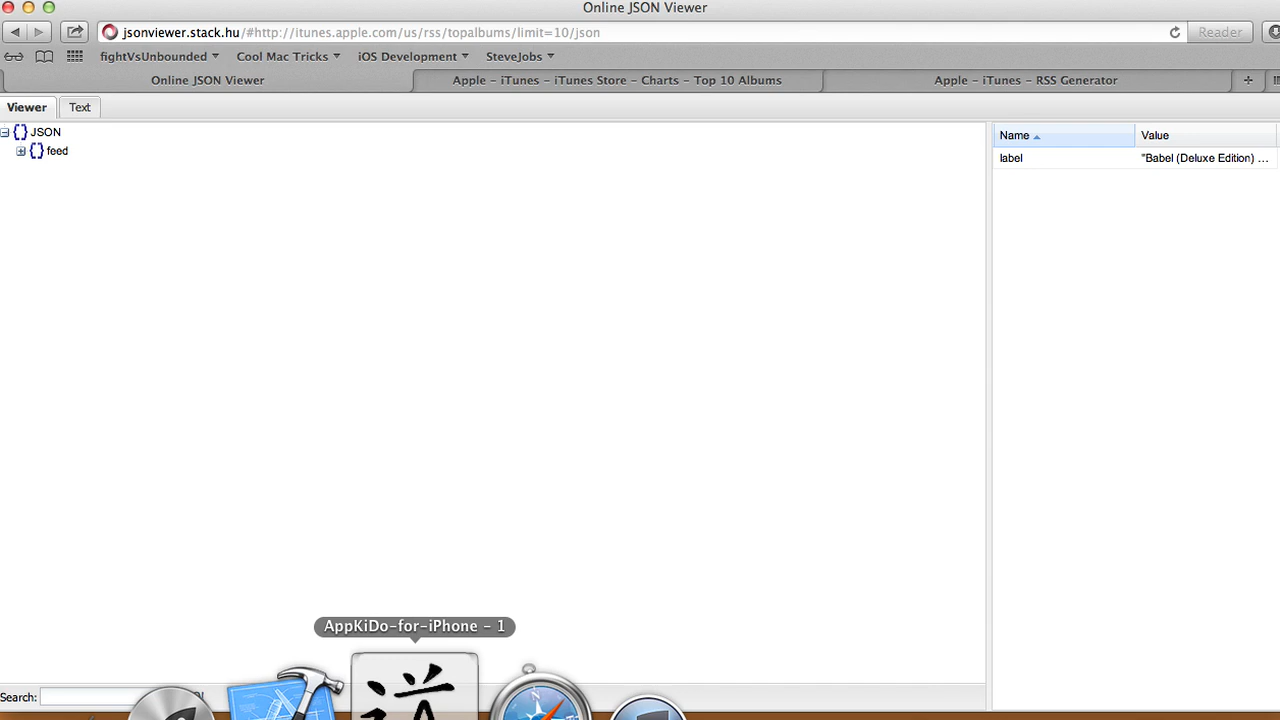 Online JSON Viewer
jsonviewer.stack.hu/#http://itunes.apple.com/us/rss/topalbums/limit=10/json
Reader
fightVsUnbounded Cool Mac Tricks iOS Development SteveJobs
Online JSON Viewer Apple - iTunes - iTunes Store - Charts - Top 10 Albums Apple - iTunes - RSS Generator
Viewer Text
{} JSON
{} feed
Name Value
label "Babel (Deluxe Edition) ...
AppKiDo-for-iPhone - 1
Search: